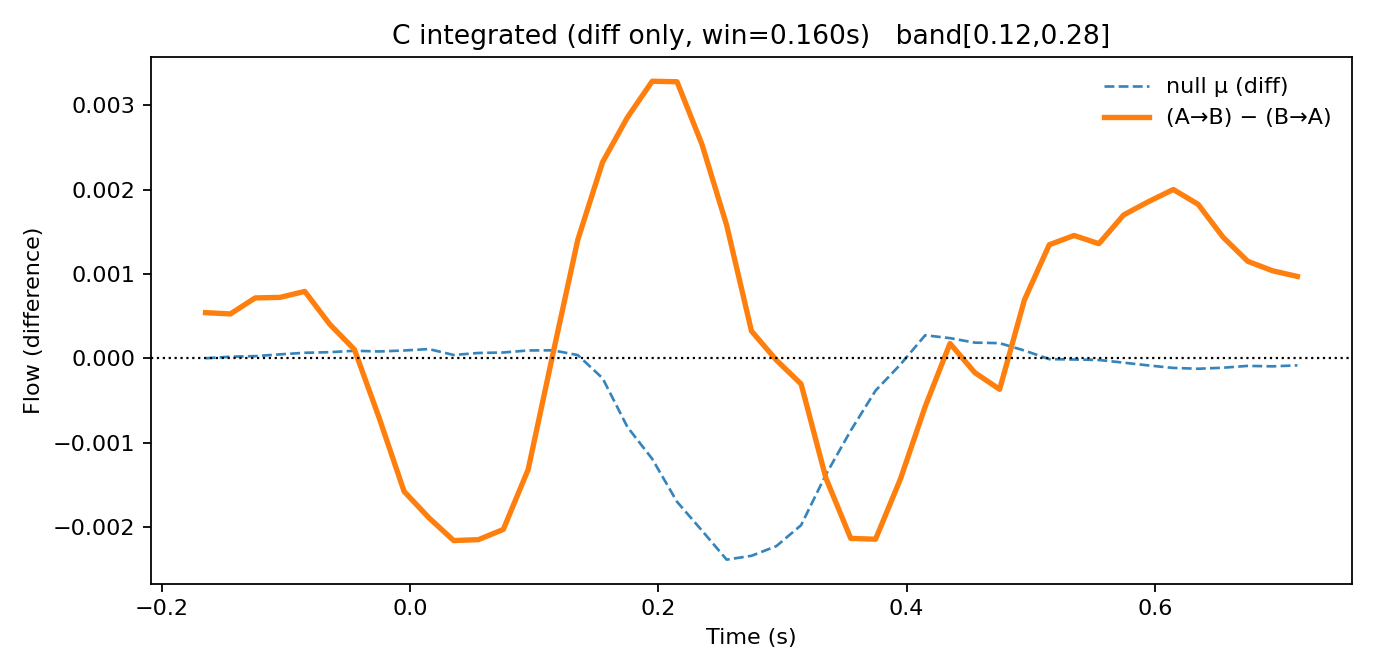 C integrated (diff only, win=0.160s)   band[0.12,0.28]
null μ (diff)
(A→B) − (B→A)
Flow (difference)
0.003
0.002
0.001
0.000
−0.001
−0.002
−0.2
0.0
0.2
0.4
0.6
Time (s)